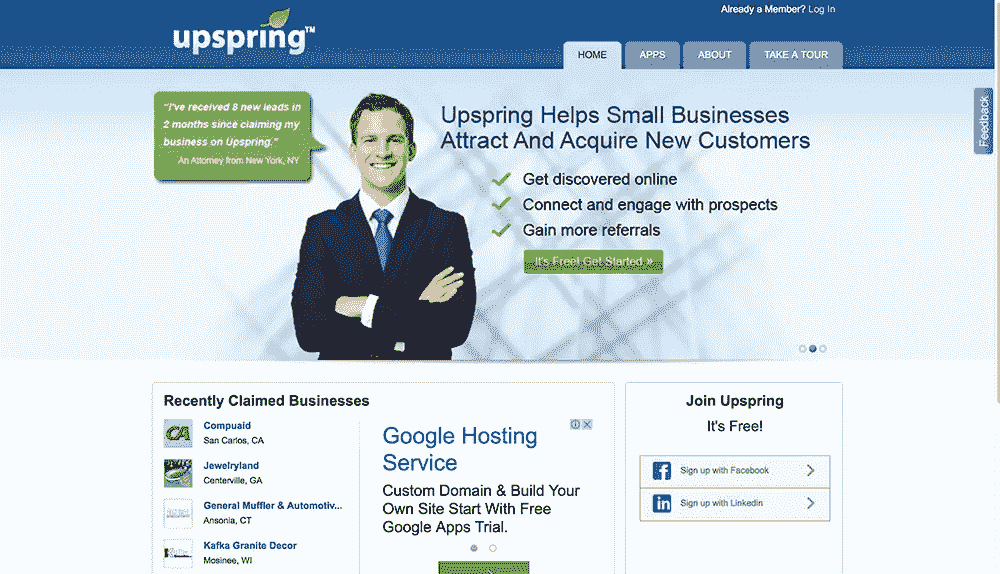 Already a Member? Log In
upspring™
HOME
APPS
ABOUT
TAKE A TOUR
Feedback
"I've received 8 new leads in
2 months since claiming my
business on Upspring."
An Attorney from New York, NY
Upspring Helps Small Businesses
Attract And Acquire New Customers
Get discovered online
Connect and engage with prospects
Gain more referrals
It's Free! Get Started »
Recently Claimed Businesses
CA
Compuaid
San Carlos, CA
Jewelryland
Centerville, GA
General Muffler & Automotiv...
Ansonia, CT
Kafka Granite Decor
Mosinee, WI
Google Hosting
Service
Custom Domain & Build Your
Own Site Start With Free
Google Apps Trial.
Join Upspring
It's Free!
f
Sign up with Facebook
in
Sign up with Linkedin